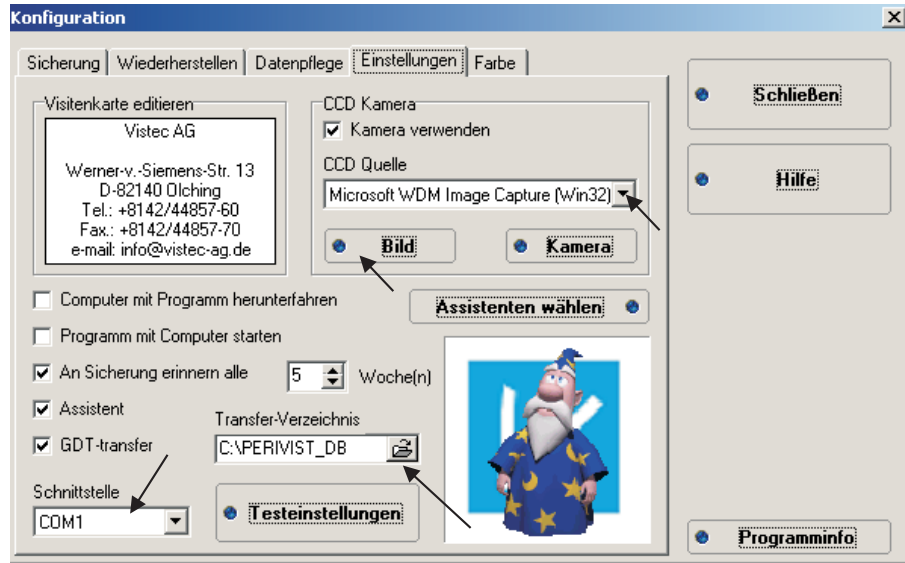 Konfiguration
Sicherung Wiederherstellen Datenpflege Einstellungen Farbe
Visitenkarte editieren
Vistec AG
Werner-v.-Siemens-Str. 13
D-82140 Olching
Tel.: +8142/44857-60
Fax.: +8142/44857-70
e-mail: info@vistec-ag.de
CCD Kamera
Kamera verwenden
CCD Quelle
Microsoft WDM Image Capture (Win32)
Bild
Kamera
Schließen
Hilfe
Computer mit Programm herunterfahren
Assistenten wählen
Programm mit Computer starten
An Sicherung erinnern alle 5 Woche(n)
Assistent
GDT-transfer
Transfer-Verzeichnis
C:\PERIVIST_DB
Schnittstelle
COM1
Testeinstellungen
Programminfo